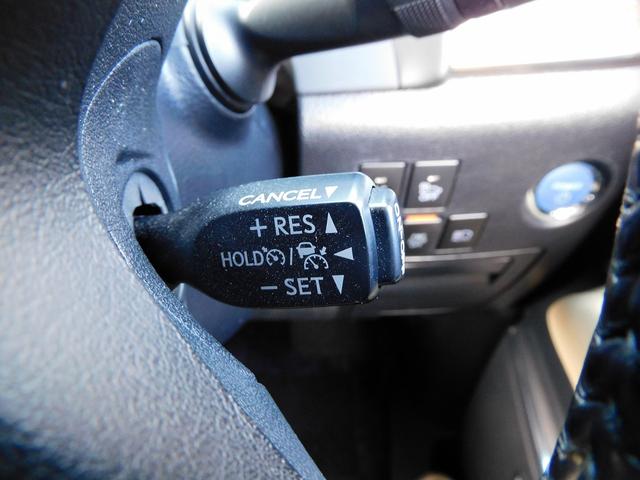 CANCEL▼
+ RES ▲
HOLD / ◀
− SET ▼